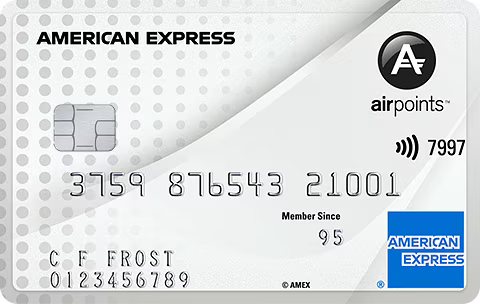 AMERICAN EXPRESS
A
airpoints™
7997
3759 876543 21001
Member Since
95
C F FROST
0123456789
© AMEX
®
AMERICAN
EXPRESS